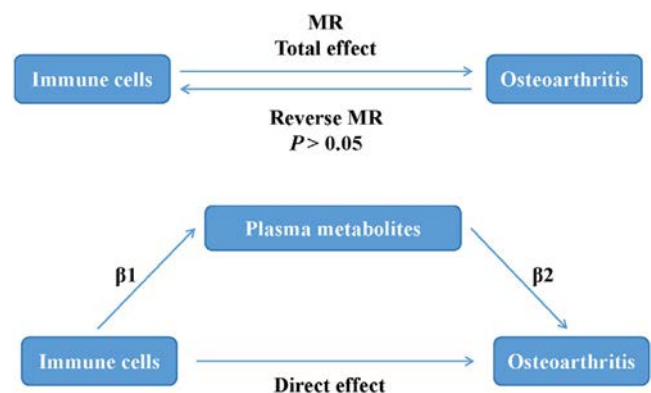 MR
Total effect
Immune cells
Osteoarthritis
Reverse MR
P > 0.05
Plasma metabolites
β1
β2
Immune cells
Osteoarthritis
Direct effect